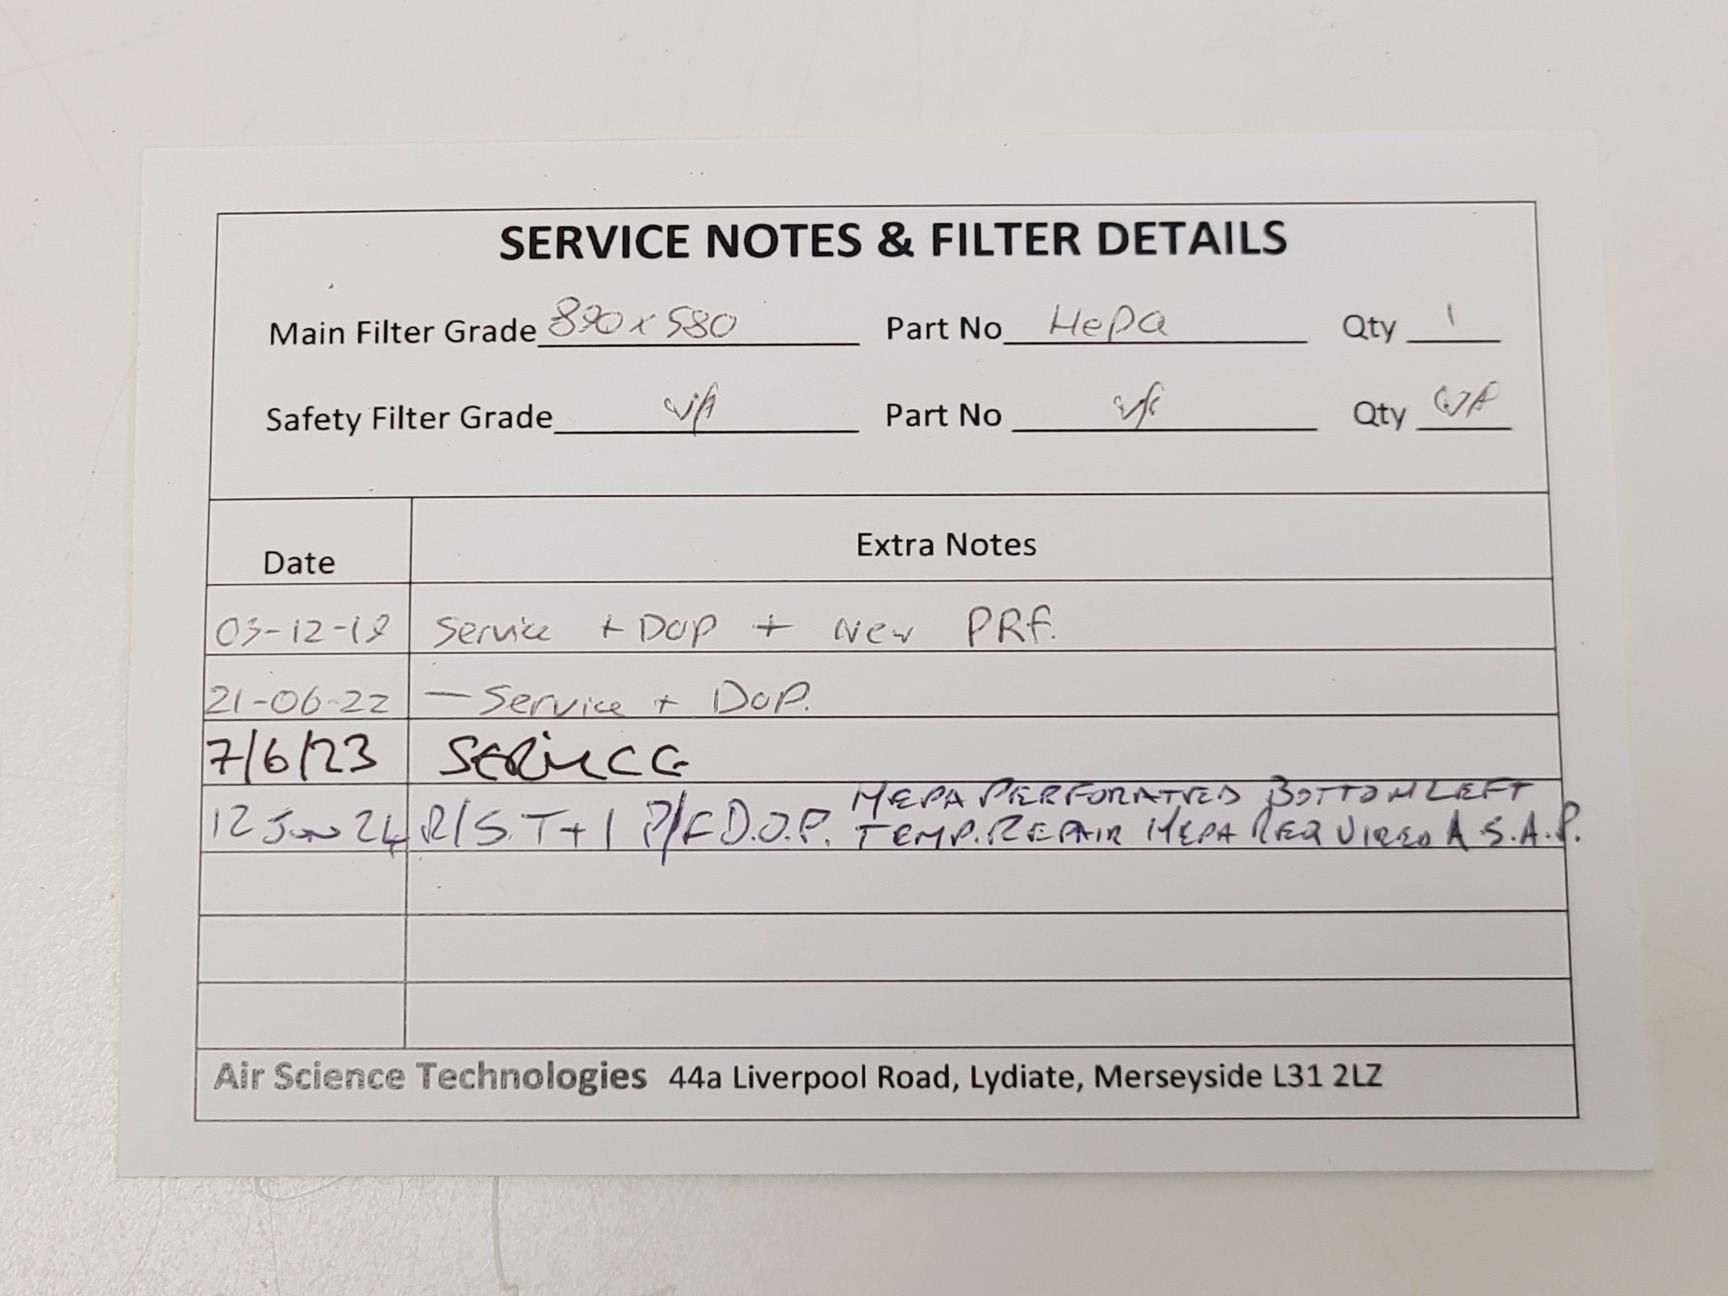 SERVICE NOTES & FILTER DETAILS
Main Filter Grade 890 x 580 Part No Hepa Qty 1
Safety Filter Grade N/A Part No N/A Qty N/A
Date Extra Notes
03-12-19 Service + DOP + New PRF.
21-06-22 — Service + DOP.
7/6/23 SERVICE
HEPA PERFORATED BOTTOM LEFT
12 Jun 24 R/S. T + 1 P/F D.O.P. TEMP. REPAIR HEPA REQUIRED A.S.A.P.
Air Science Technologies 44a Liverpool Road, Lydiate, Merseyside L31 2LZ